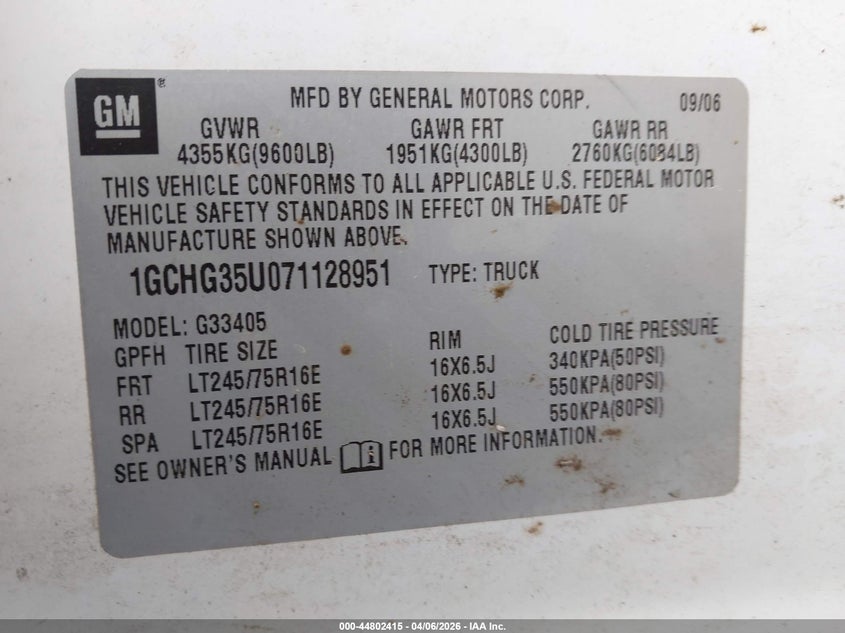 GM ®
MFD BY GENERAL MOTORS CORP. 09/06
GVWR GAWR FRT GAWR RR
4355KG(9600LB) 1951KG(4300LB) 2760KG(6084LB)
THIS VEHICLE CONFORMS TO ALL APPLICABLE U.S. FEDERAL MOTOR
VEHICLE SAFETY STANDARDS IN EFFECT ON THE DATE OF
MANUFACTURE SHOWN ABOVE.
1GCHG35U071128951 TYPE: TRUCK
MODEL: G33405
GPFH TIRE SIZE RIM COLD TIRE PRESSURE
FRT LT245/75R16E 16X6.5J 340KPA(50PSI)
RR LT245/75R16E 16X6.5J 550KPA(80PSI)
SPA LT245/75R16E 16X6.5J 550KPA(80PSI)
SEE OWNER'S MANUAL i FOR MORE INFORMATION.
000-44802415 - 04/06/2026 - IAA Inc.